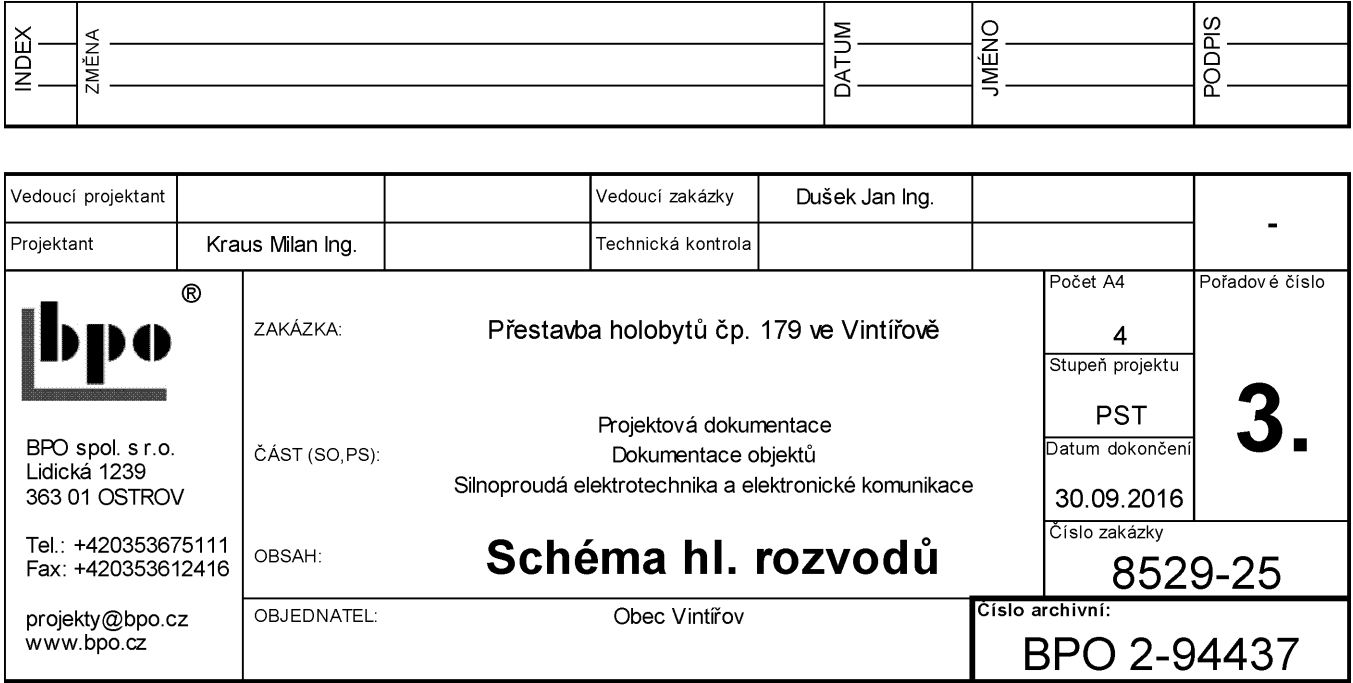 INDEX
ZMĚNA
DATUM
JMÉNO
PODPIS
Vedoucí projektant
Vedoucí zakázky
Dušek Jan Ing.
-
Projektant
Kraus Milan Ing.
Technická kontrola
bpo ®
BPO spol. s r.o.
Lidická 1239
363 01 OSTROV
Tel.: +420353675111
Fax: +420353612416
projekty@bpo.cz
www.bpo.cz
ZAKÁZKA:
Přestavba holobytů čp. 179 ve Vintířově
ČÁST (SO,PS):
Projektová dokumentace
Dokumentace objektů
Silnoproudá elektrotechnika a elektronické komunikace
OBSAH:
Schéma hl. rozvodů
OBJEDNATEL:
Obec Vintířov
Počet A4
4
Stupeň projektu
PST
Datum dokončení
30.09.2016
Pořadové číslo
3.
Číslo zakázky
8529-25
Číslo archivní:
BPO 2-94437